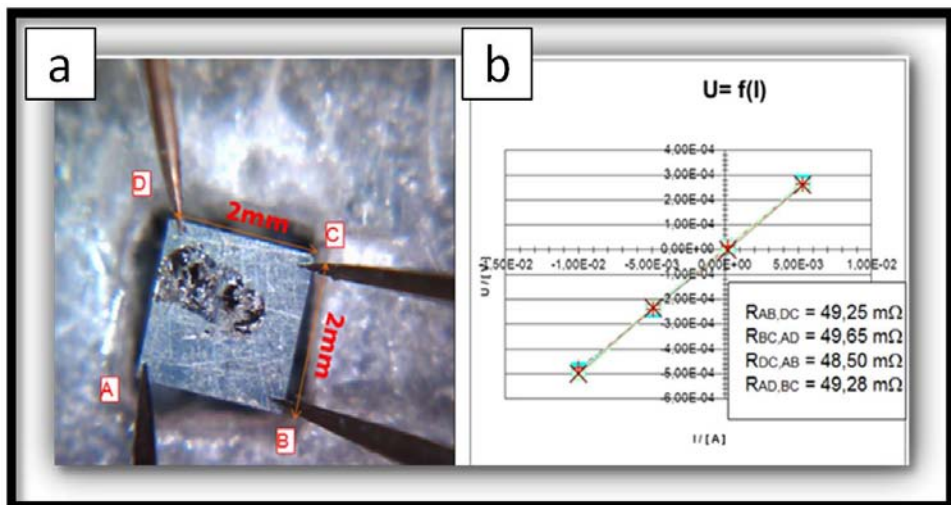 a
D
2mm
C
2mm
A
B
b
U= f(I)
4,00E-04
3,00E-04
2,00E-04
1,00E-04
0,00E+00
-1,50E-02 -1,00E-02 -5,00E-03 0,00E+00 5,00E-03 1,00E-02
-1,00E-04
-2,00E-04
-3,00E-04
-4,00E-04
-5,00E-04
-6,00E-04
U / [V]
I / [ A ]
RAB,DC = 49,25 mΩ
RBC,AD = 49,65 mΩ
RDC,AB = 48,50 mΩ
RAD,BC = 49,28 mΩ